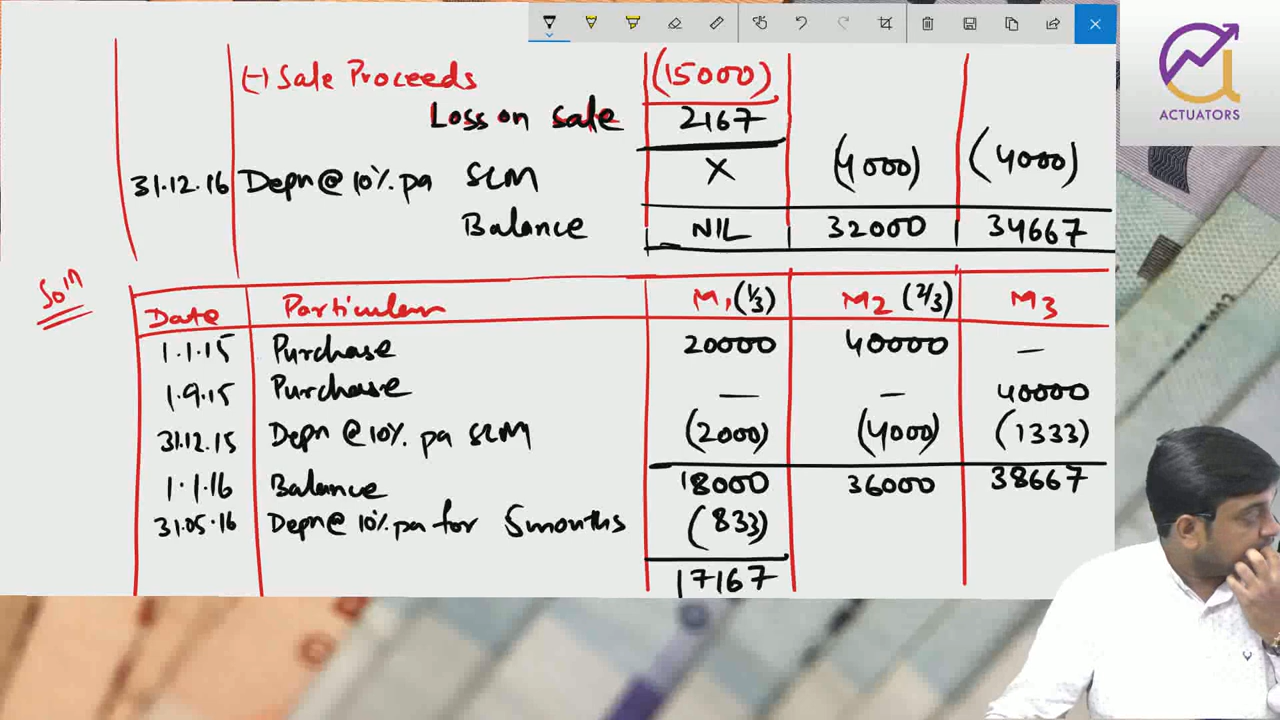 ACTUATORS
(-) Sale Proceeds (15000)
Loss on sale 2167
31.12.16 Depn @ 10%. pa SLM X (4000) (4000)
Balance NIL 32000 34667
Soln
Date Particulars M1 (1/3) M2 (2/3) M3
1.1.15 Purchase 20000 40000 —
1.9.15 Purchase — — 40000
31.12.15 Depn @ 10%. pa SLM (2000) (4000) (1333)
1.1.16 Balance 18000 36000 38667
31.05.16 Depn @ 10%. pa for 5 months (833)
17167